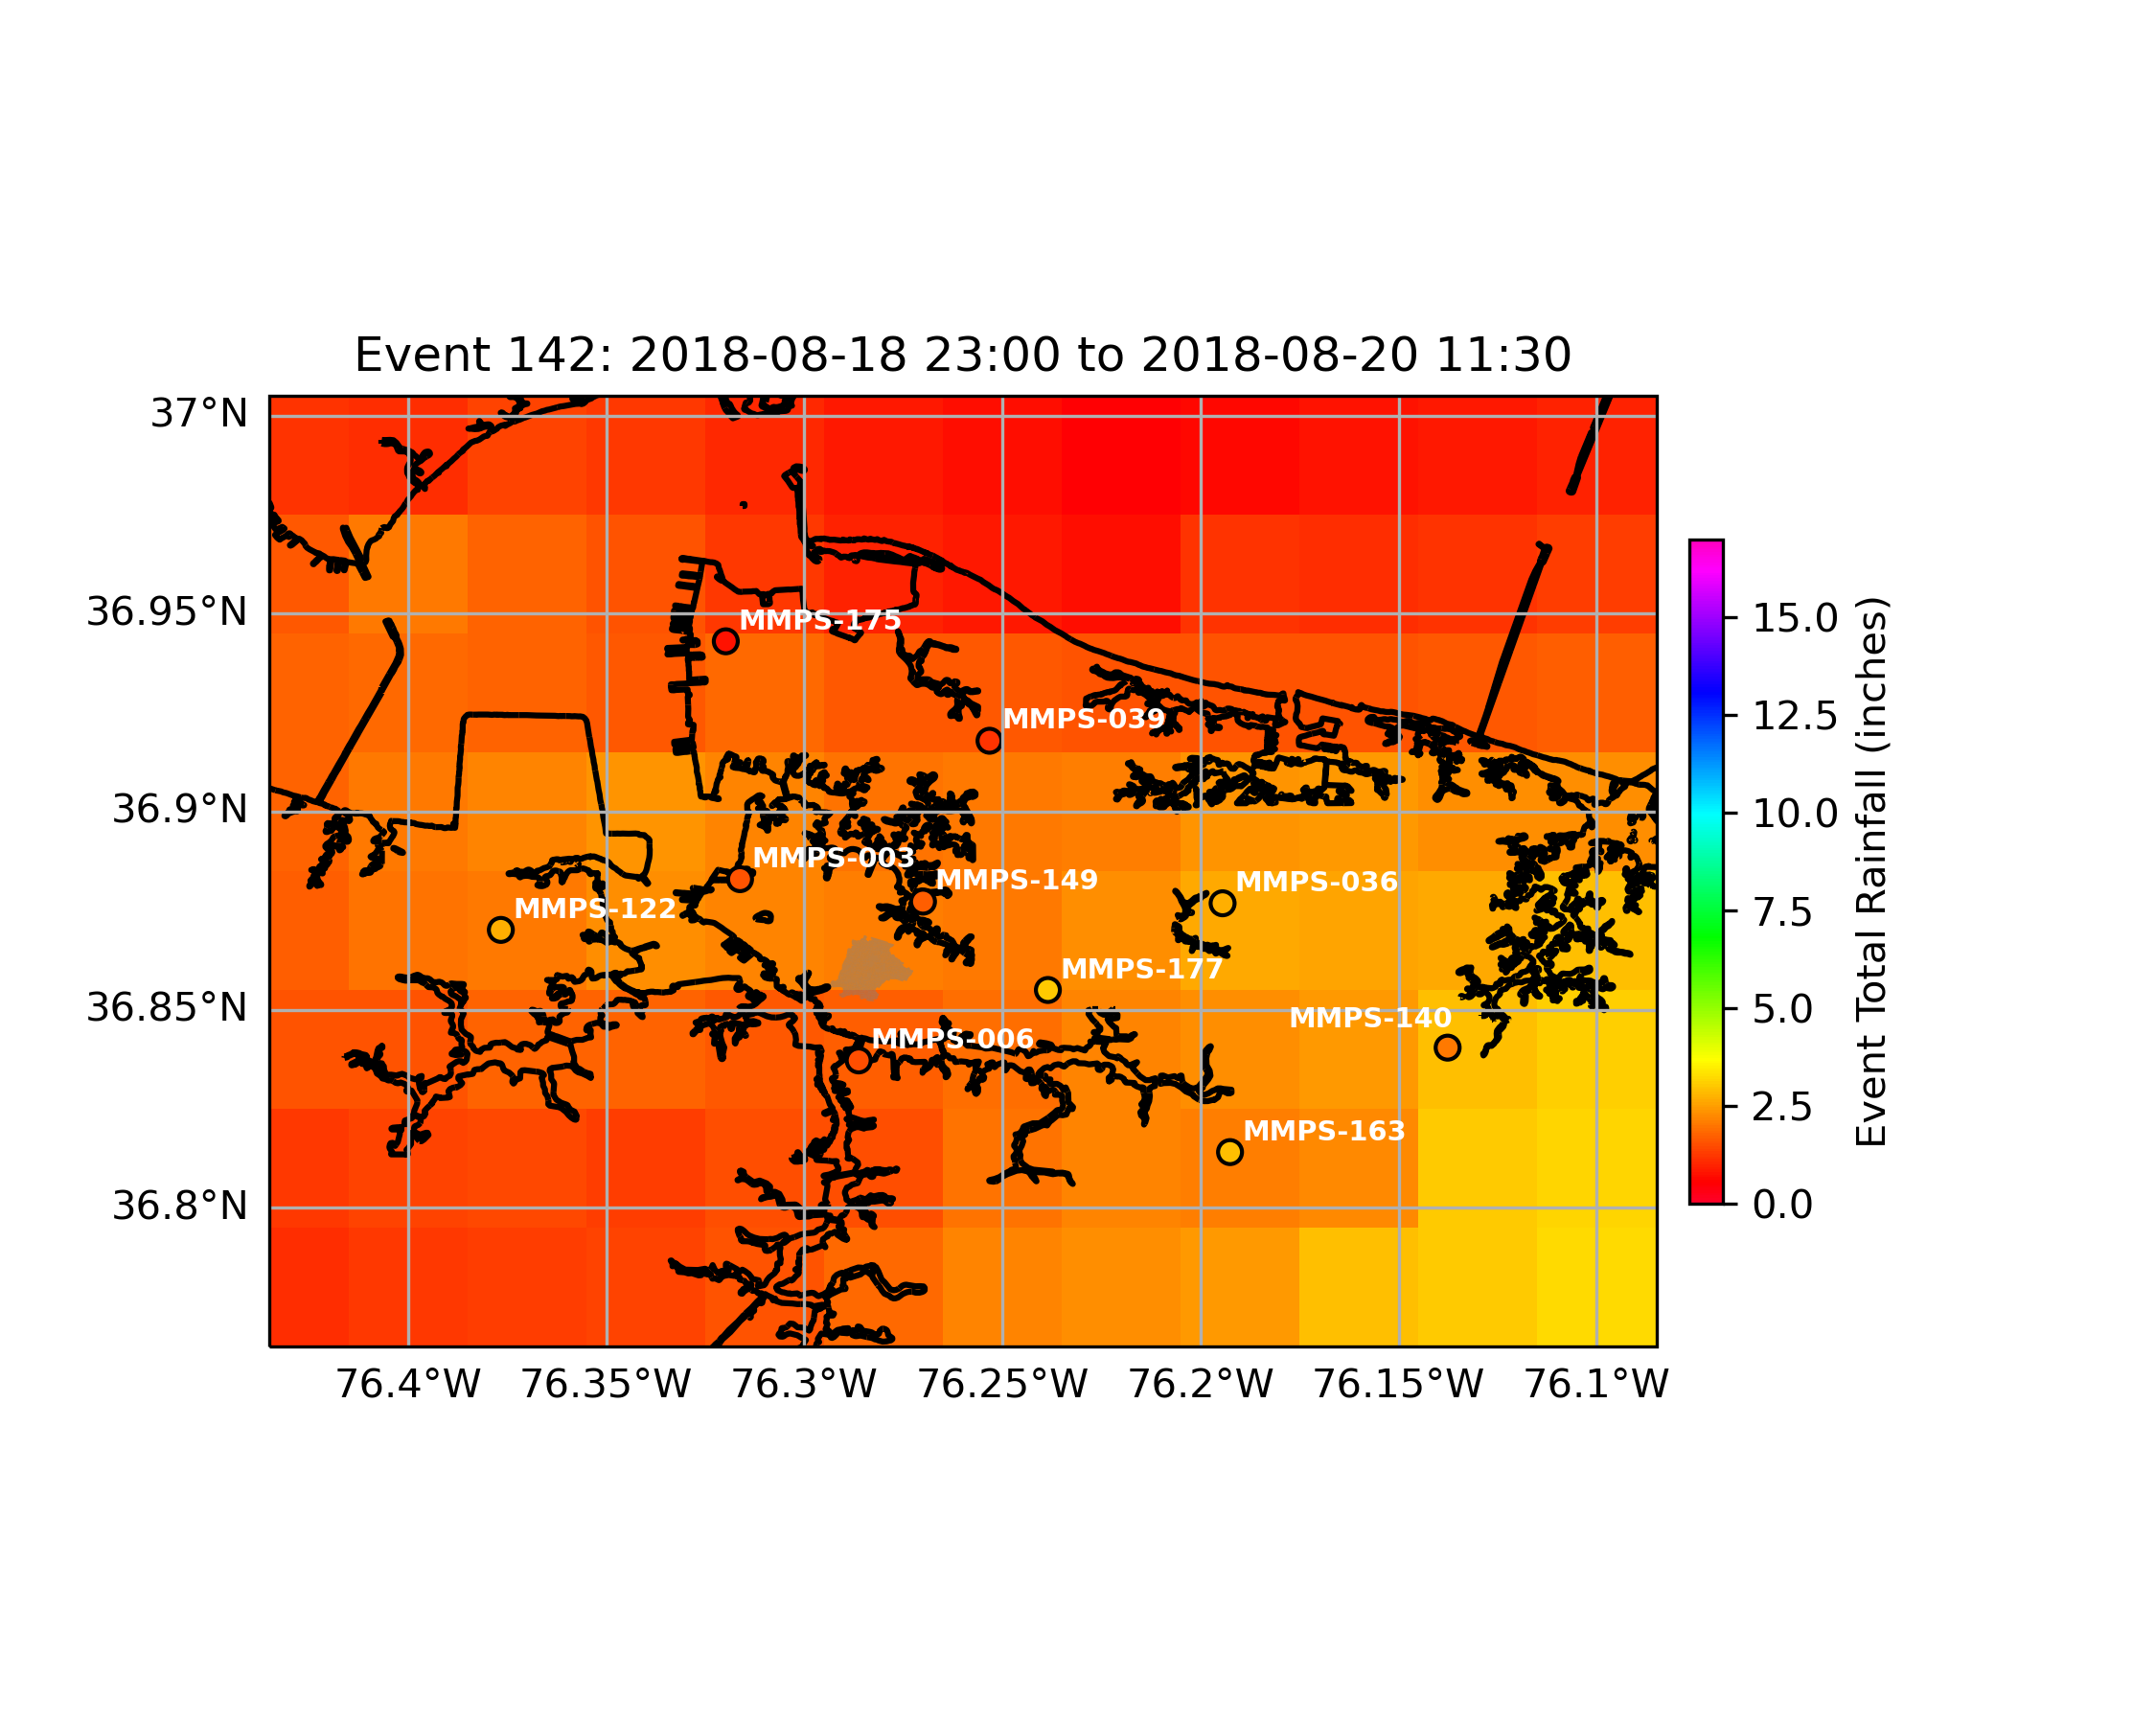 Event 142: 2018-08-18 23:00 to 2018-08-20 11:30
37°N
36.95°N
36.9°N
36.85°N
36.8°N
MMPS-175
MMPS-039
MMPS-003
MMPS-149
MMPS-036
MMPS-122
MMPS-177
MMPS-140
MMPS-006
MMPS-163
76.4°W 76.35°W 76.3°W 76.25°W 76.2°W 76.15°W 76.1°W
15.0
12.5
10.0
7.5
5.0
2.5
0.0
Event Total Rainfall (inches)